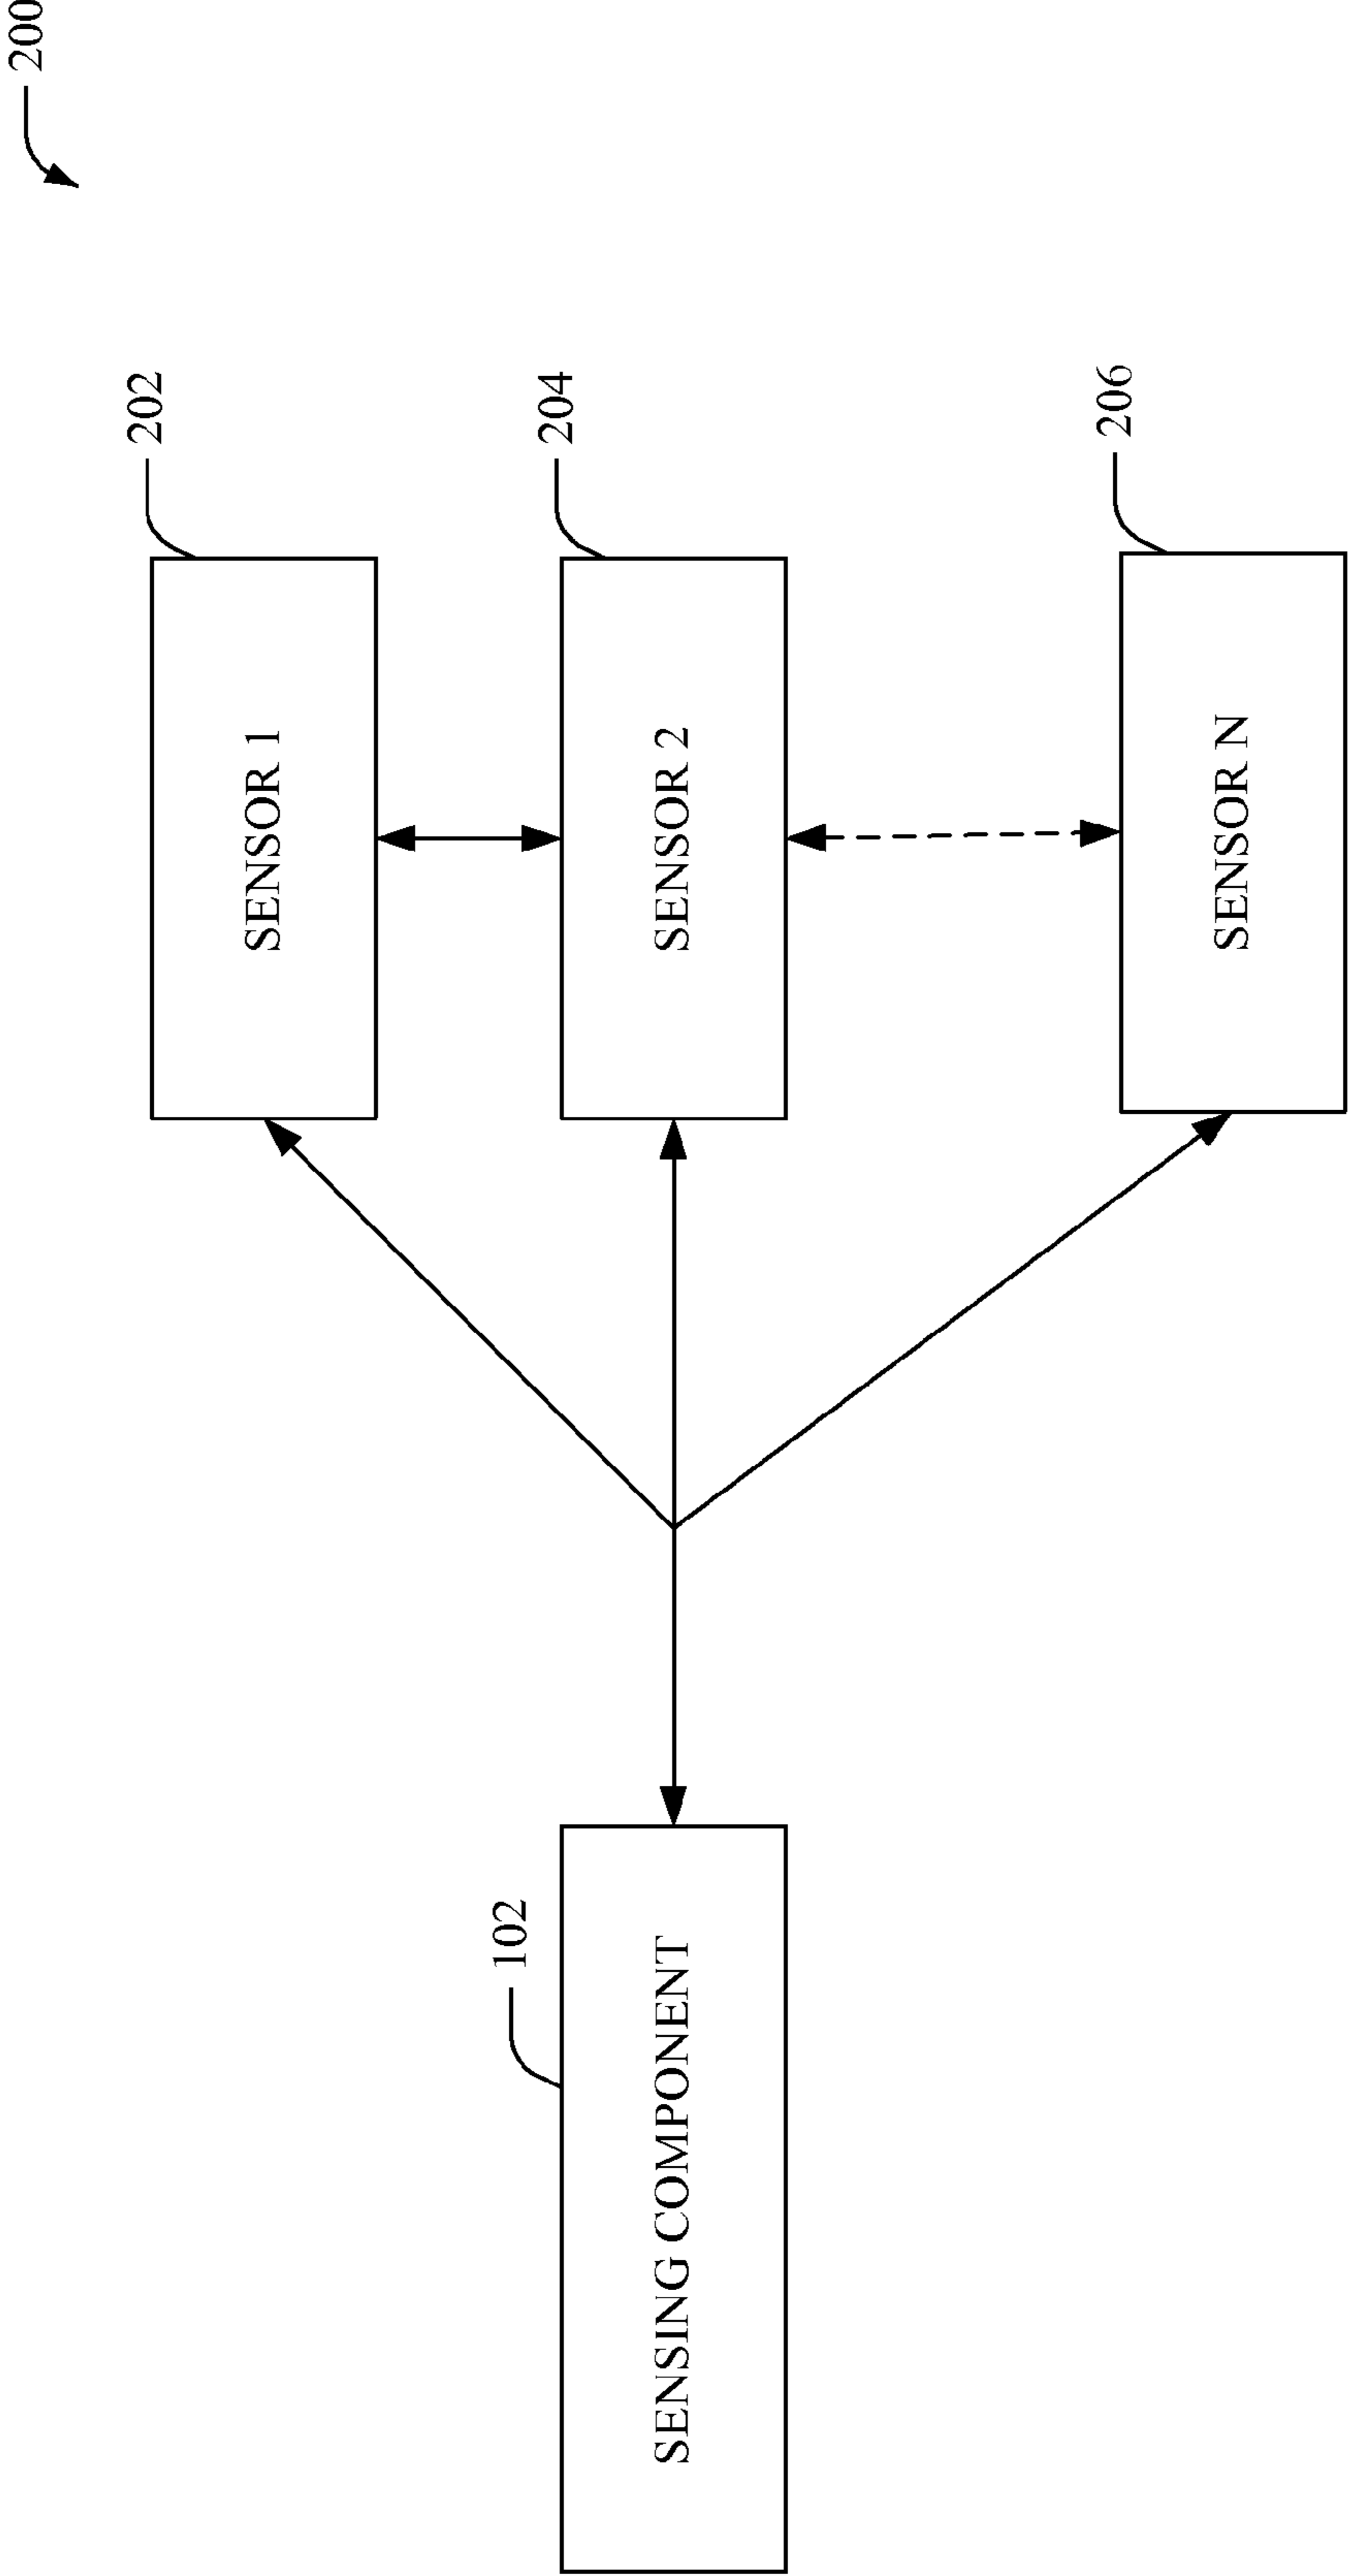 200
202
SENSOR 1
102
204
SENSING COMPONENT
SENSOR 2
206
SENSOR N